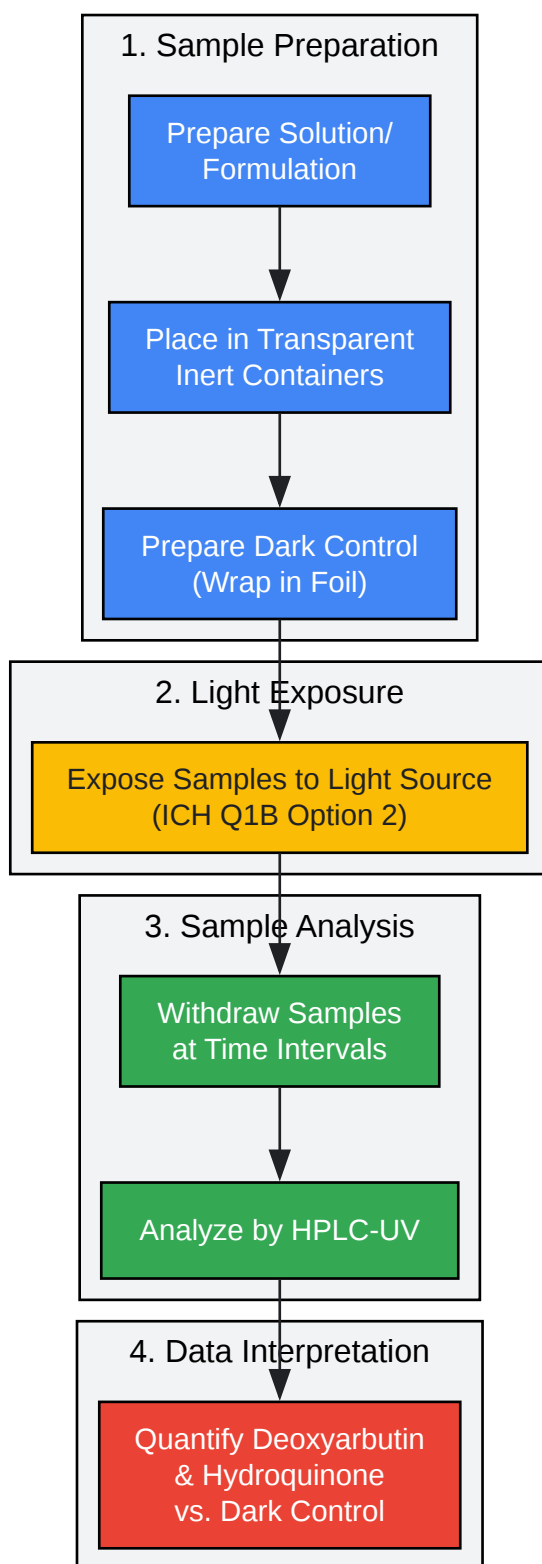 1. Sample Preparation
Prepare Solution/
Formulation
Place in Transparent
Inert Containers
Prepare Dark Control
(Wrap in Foil)
2. Light Exposure
Expose Samples to Light Source
(ICH Q1B Option 2)
3. Sample Analysis
Withdraw Samples
at Time Intervals
Analyze by HPLC-UV
4. Data Interpretation
Quantify Deoxyarbutin
& Hydroquinone
vs. Dark Control